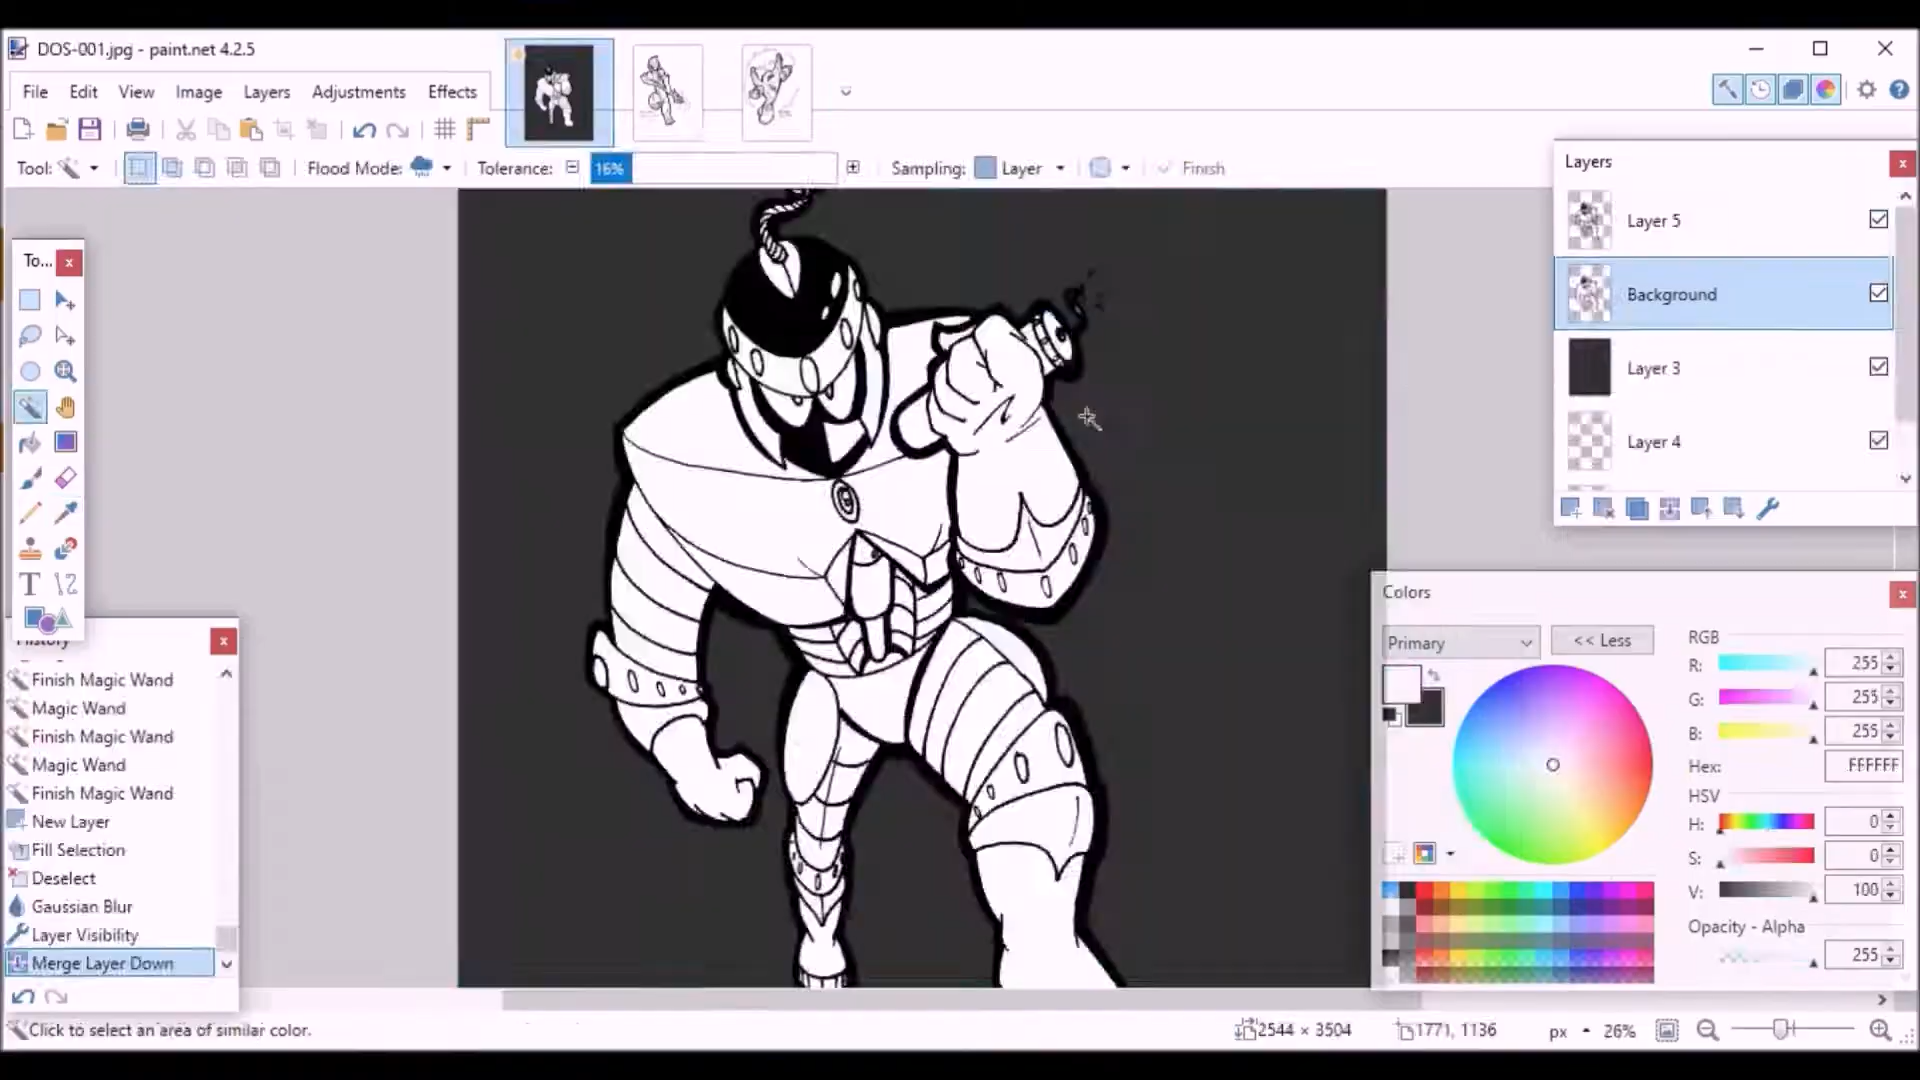 DOS-001.jpg - paint.net 4.2.5
File Edit View Image Layers Adjustments Effects
Tool: Flood Mode: Tolerance: 16% Sampling: Layer Finish
Layers
Layer 5
Background
Layer 3
Layer 4
To...
History
Finish Magic Wand
Magic Wand
Finish Magic Wand
Magic Wand
Finish Magic Wand
New Layer
Fill Selection
Deselect
Gaussian Blur
Layer Visibility
Merge Layer Down
Colors
Primary << Less
RGB
R: 255
G: 255
B: 255
Hex: FFFFFF
HSV
H: 0
S: 0
V: 100
Opacity - Alpha
255
Click to select an area of similar color. 2544 × 3504 1771, 1136 px 26%